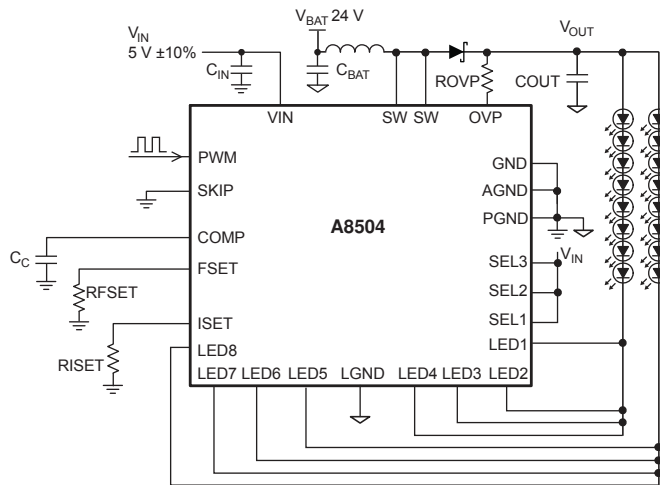 V_BAT 24 V
V_IN
5 V ±10%
V_OUT
C_IN
C_BAT
ROVP
COUT
VIN
SW
SW
OVP
PWM
GND
SKIP
AGND
PGND
A8504
COMP
V_IN
C_C
SEL3
FSET
RFSET
SEL2
ISET
SEL1
LED8
LED1
RISET
LED7
LED6
LED5
LGND
LED4
LED3
LED2